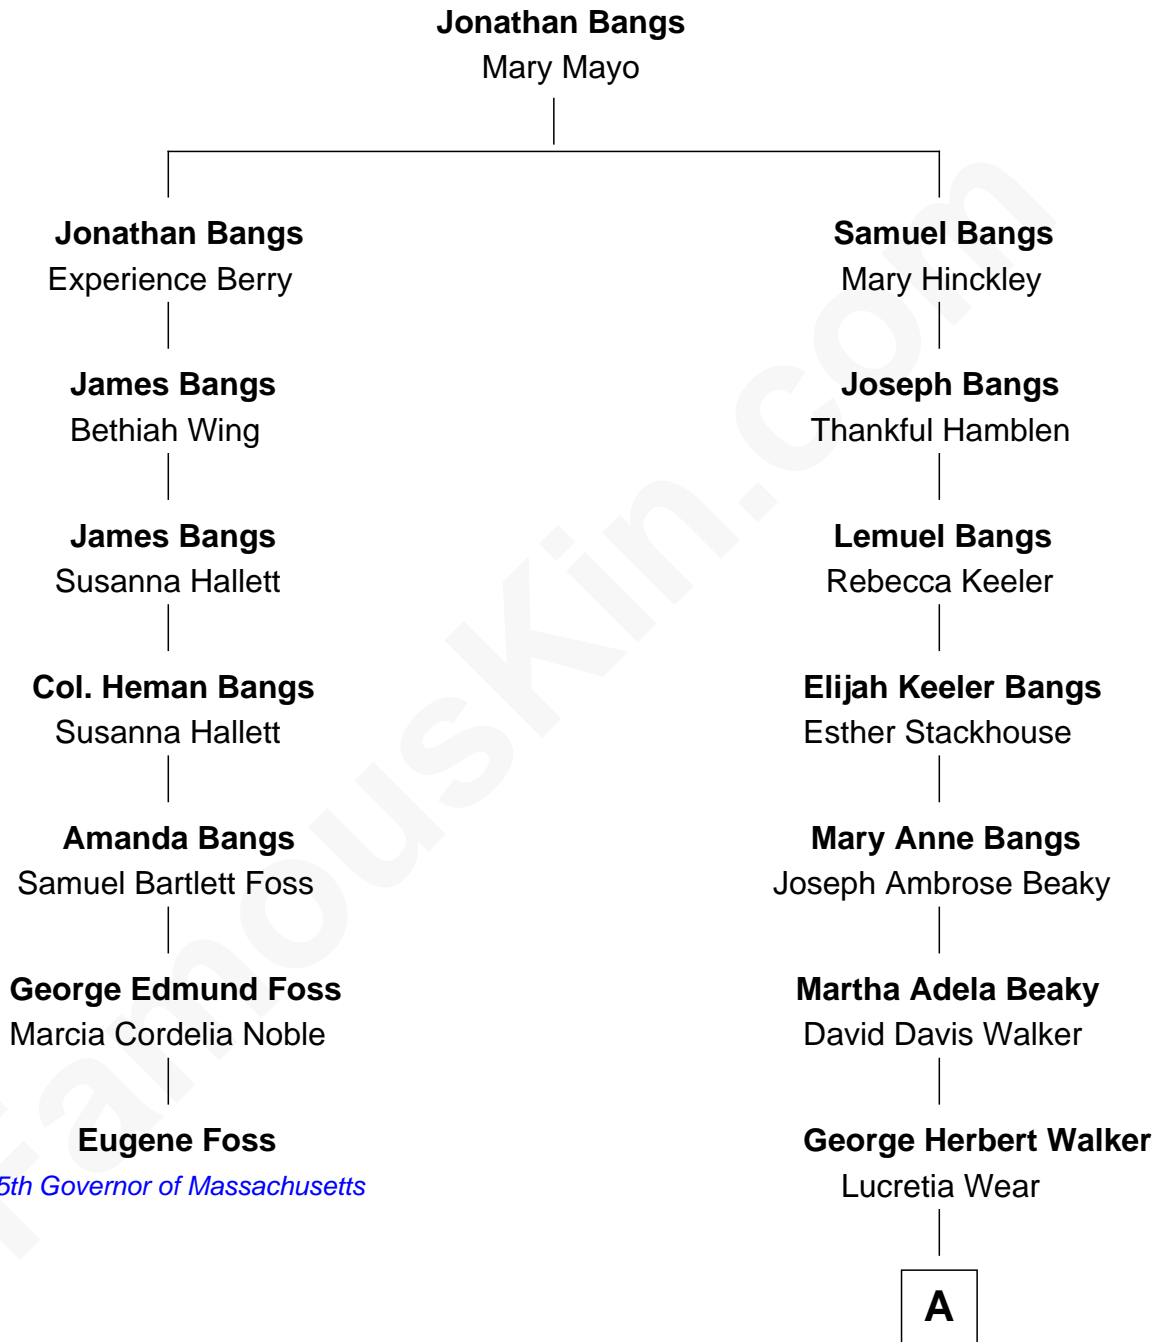 Jonathan Bangs
Mary Mayo
Jonathan Bangs
Experience Berry
James Bangs
Bethiah Wing
James Bangs
Susanna Hallett
Col. Heman Bangs
Susanna Hallett
Amanda Bangs
Samuel Bartlett Foss
George Edmund Foss
Marcia Cordelia Noble
Eugene Foss
5th Governor of Massachusetts
Samuel Bangs
Mary Hinckley
Joseph Bangs
Thankful Hamblen
Lemuel Bangs
Rebecca Keeler
Elijah Keeler Bangs
Esther Stackhouse
Mary Anne Bangs
Joseph Ambrose Beaky
Martha Adela Beaky
David Davis Walker
George Herbert Walker
Lucretia Wear
A
FamousKin.com